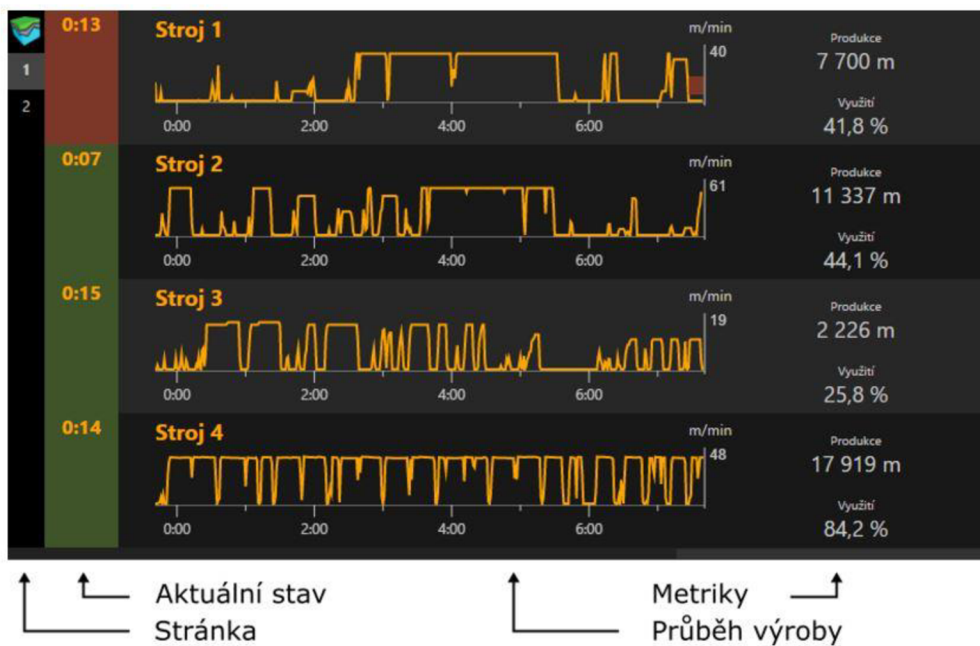 0:13
Stroj 1
m/min
40
Produkce
7 700 m
Využití
41,8 %
0:00 2:00 4:00 6:00
1
2
0:07
Stroj 2
m/min
61
Produkce
11 337 m
Využití
44,1 %
0:00 2:00 4:00 6:00
0:15
Stroj 3
m/min
19
Produkce
2 226 m
Využití
25,8 %
0:00 2:00 4:00 6:00
0:14
Stroj 4
m/min
48
Produkce
17 919 m
Využití
84,2 %
0:00 2:00 4:00 6:00
Aktuální stav
Stránka
Metriky
Průběh výroby